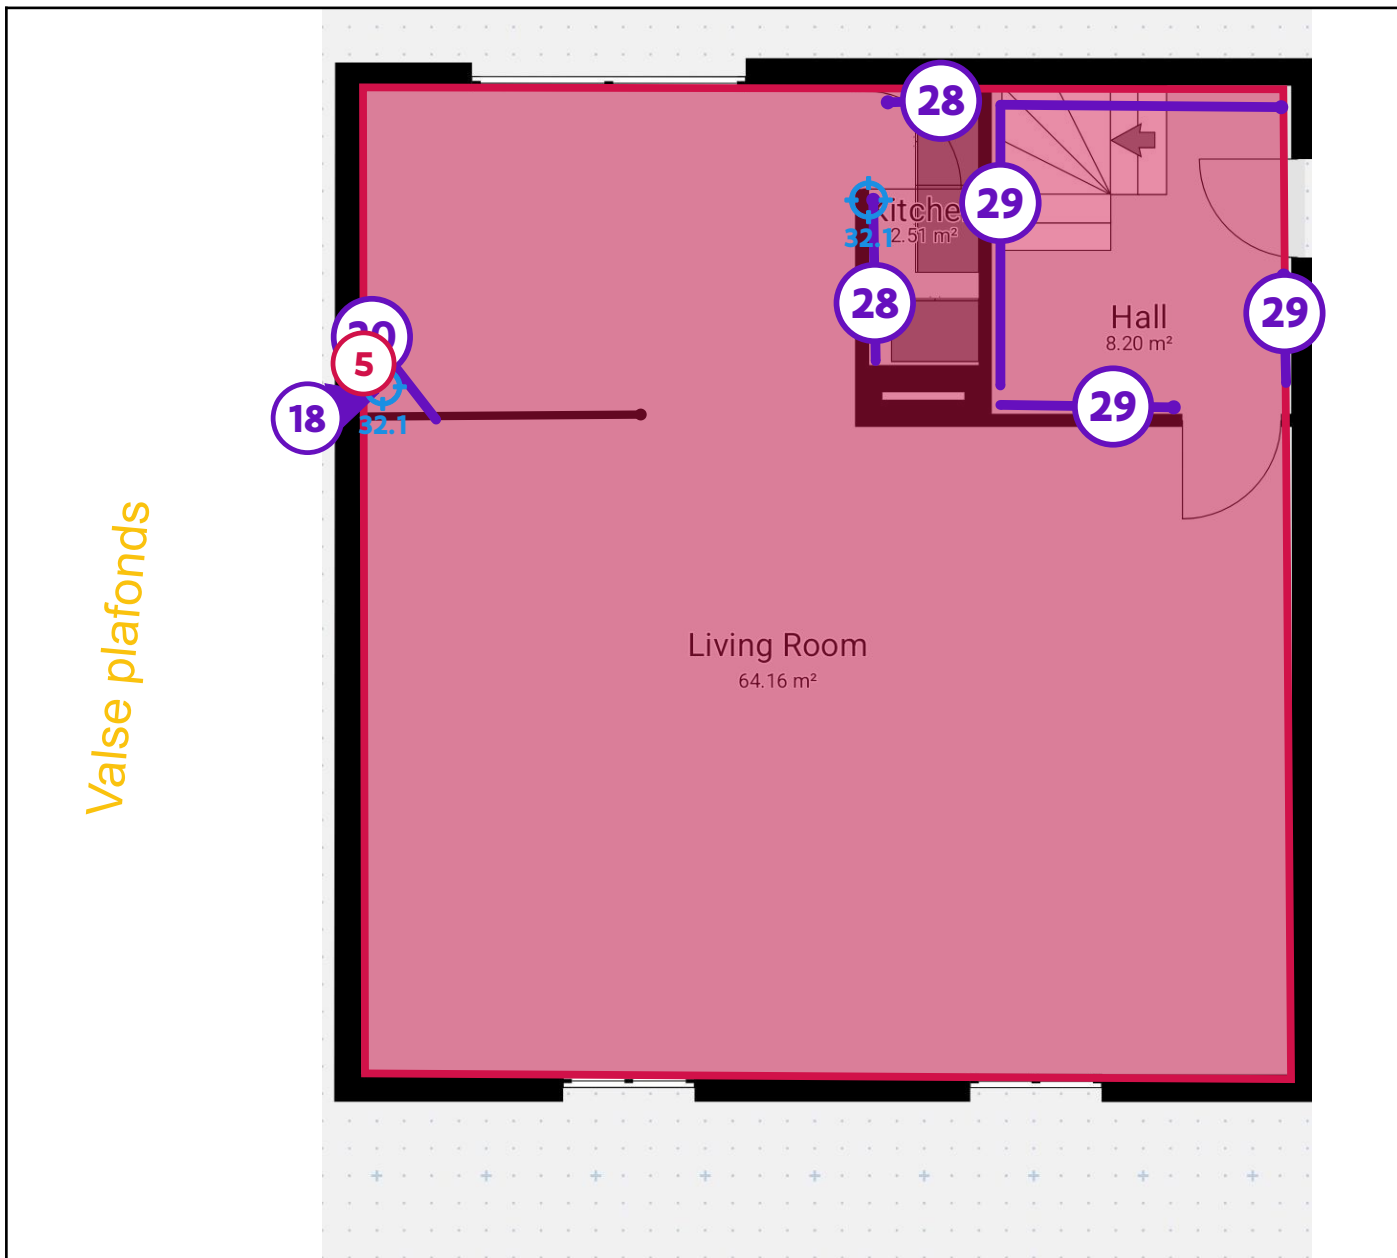 28
29
Kitche
2.51 m²
32.1
28
Hall
8.20 m²
29
5
18
32.1
29
Living Room
64.16 m²
Valse plafonds